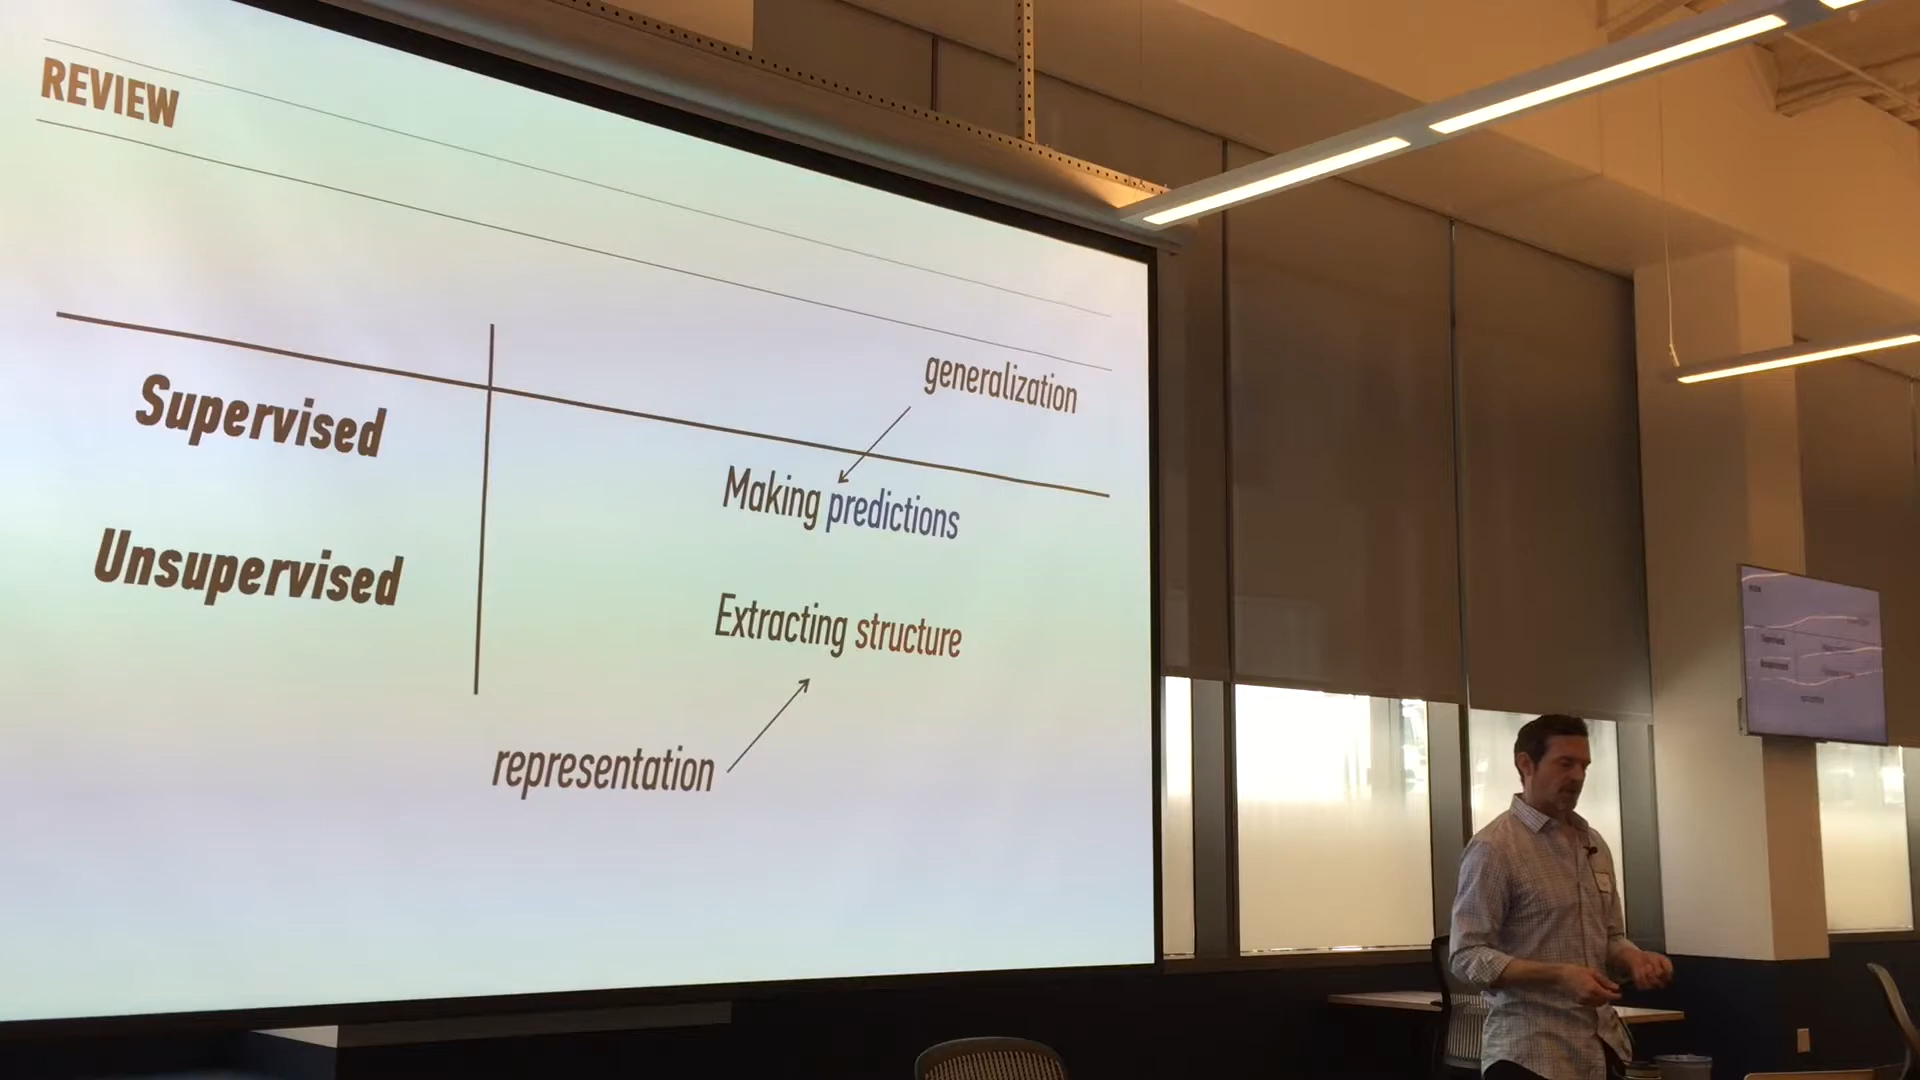 REVIEW
generalization
Supervised
Making predictions
Unsupervised
Extracting structure
representation